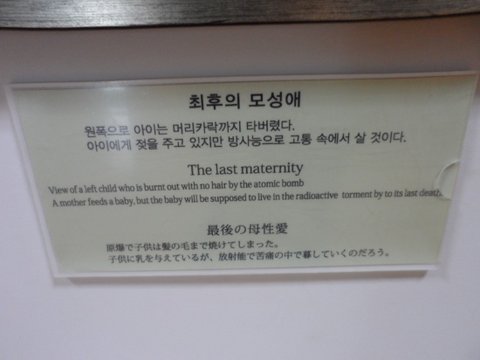 최후의 모성애
원폭으로 아이는 머리카락까지 타버렸다.
아이에게 젖을 주고 있지만 방사능으로 고통 속에서 살 것이다.
The last maternity
View of a left child who is burnt out with no hair by the atomic bomb
A mother feeds a baby, but the baby will be supposed to live in the radioactive torment by to its last death.
最後の母性愛
原爆で子供は髪の毛まで焼けてしまった。
子供に乳を与えているが、放射能で苦痛の中で暮していくのだろう。